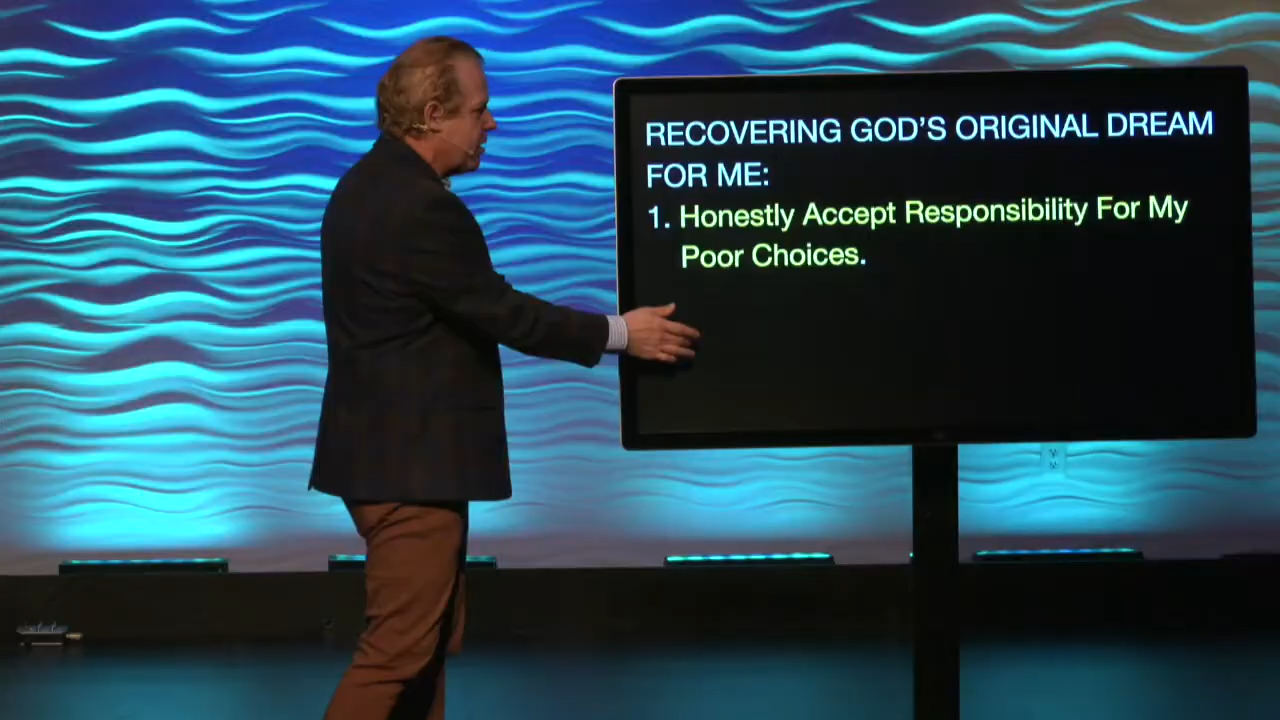 RECOVERING GOD'S ORIGINAL DREAM
FOR ME:
1. Honestly Accept Responsibility For My
Poor Choices.